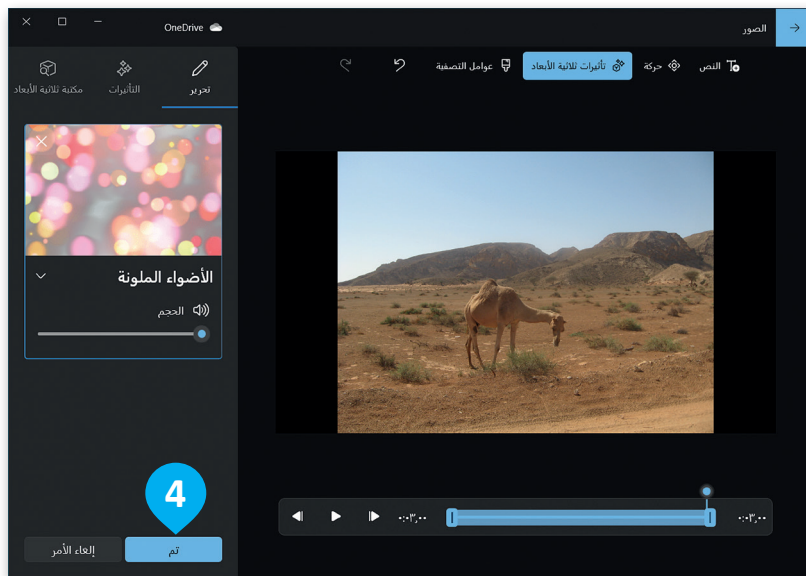 الصور
OneDrive
النص
حركة
تأثيرات ثلاثية الأبعاد
عوامل التصفية
تحرير
التأثيرات
مكتبة ثلاثية الأبعاد
الأضواء الملونة
الحجم
٠:٠٣٫٠٠
٠:٠٣٫٠٠
4
تم
إلغاء الأمر